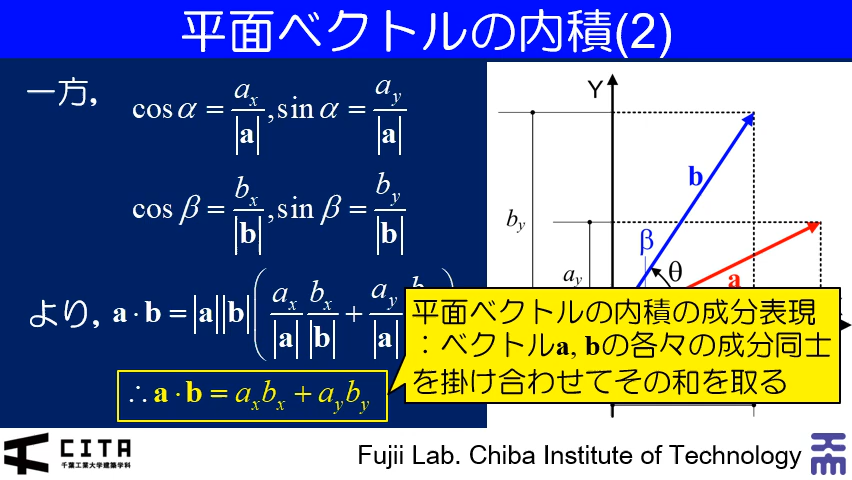 平面ベクトルの内積(2)
一方,
cos α = a_x / |a| , sin α = a_y / |a|
cos β = b_x / |b| , sin β = b_y / |b|
より, a · b = |a||b| ( a_x / |a| b_x / |b| + a_y / |a|
∴ a · b = a_x b_x + a_y b_y
Y
b
b_y
β
a_y
θ
a
平面ベクトルの内積の成分表現
:ベクトルa, bの各々の成分同士
を掛け合わせてその和を取る
CITA
千葉工業大学建築学科
Fujii Lab. Chiba Institute of Technology